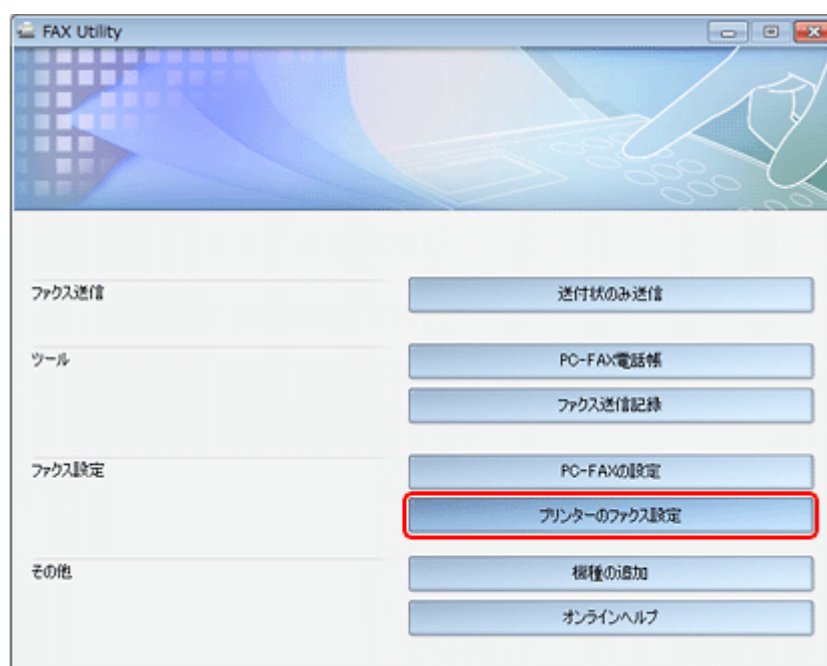 FAX Utility
ファクス送信
送付状のみ送信
ツール
PC-FAX電話帳
ファクス送信記録
ファクス設定
PC-FAXの設定
プリンターのファクス設定
その他
機種の追加
オンラインヘルプ